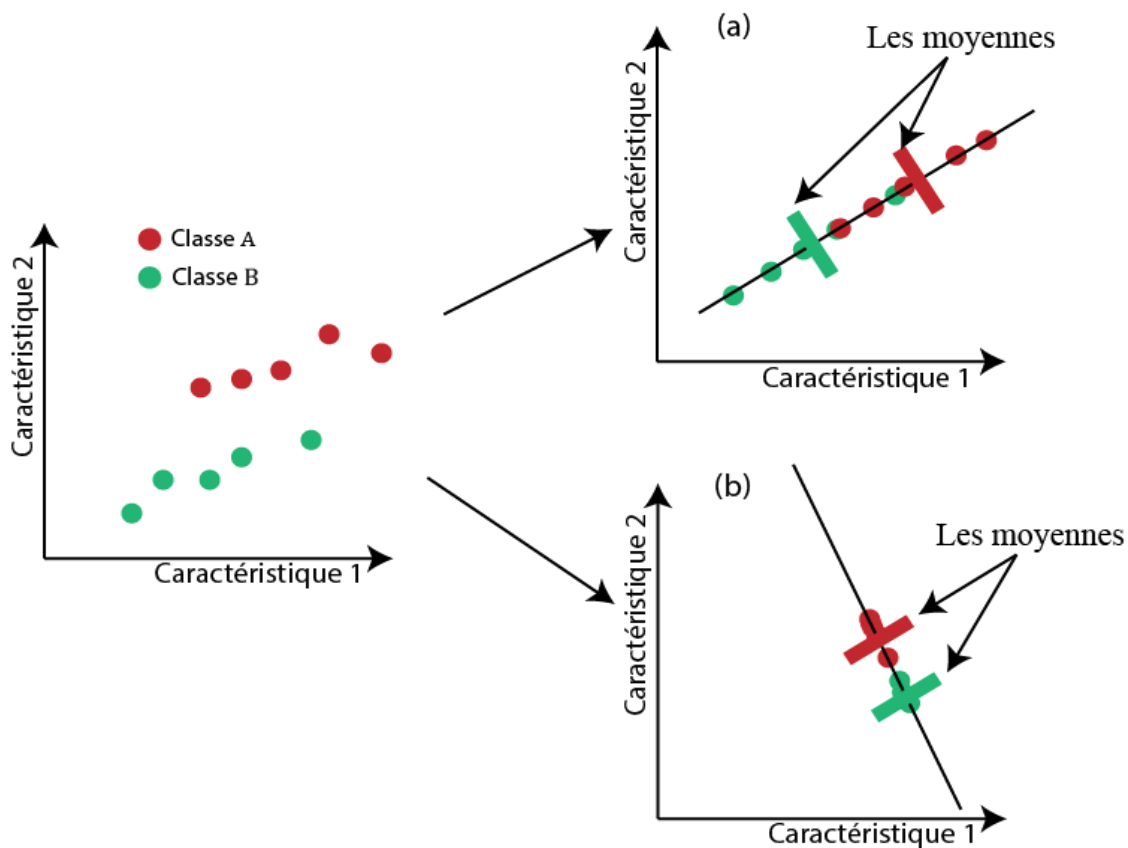 Caractéristique 2
Classe A
Classe B
Caractéristique 1
(a)
Les moyennes
Caractéristique 2
Caractéristique 1
(b)
Les moyennes
Caractéristique 2
Caractéristique 1